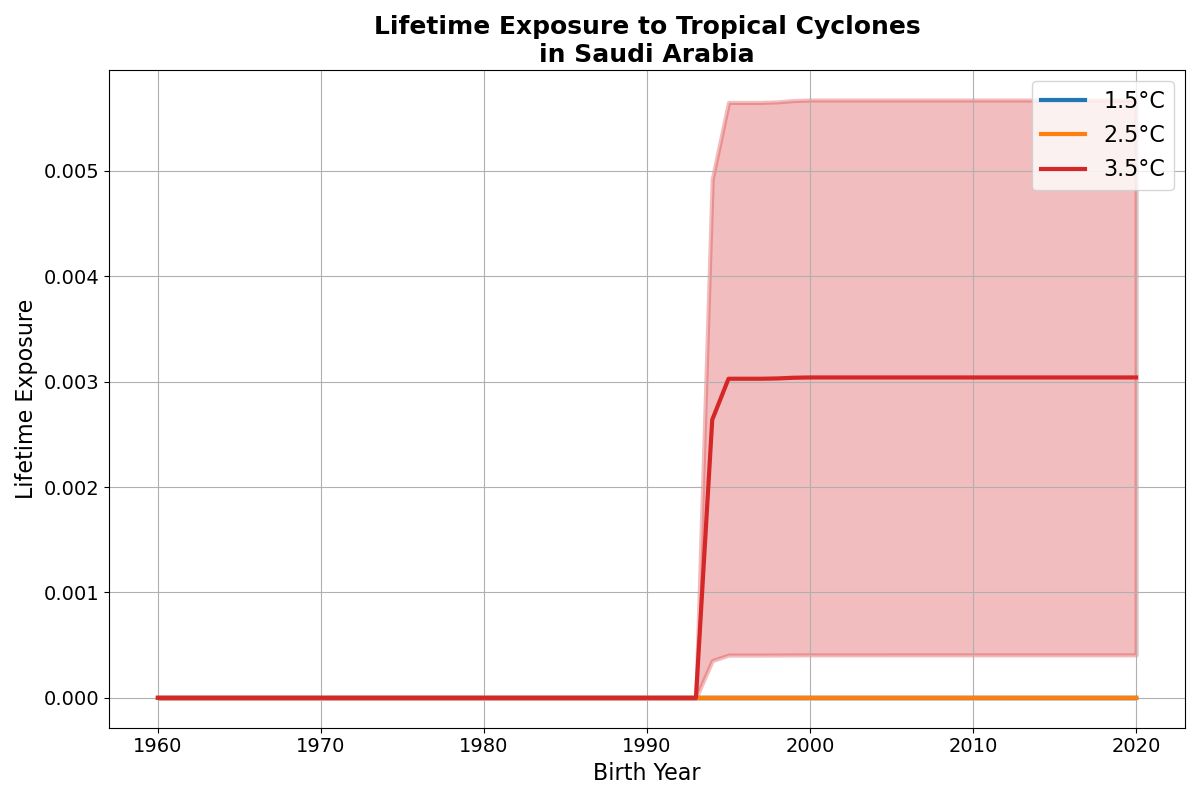 Lifetime Exposure to Tropical Cyclones
in Saudi Arabia
1.5°C
2.5°C
3.5°C
Lifetime Exposure
0.005
0.004
0.003
0.002
0.001
0.000
1960 1970 1980 1990 2000 2010 2020
Birth Year